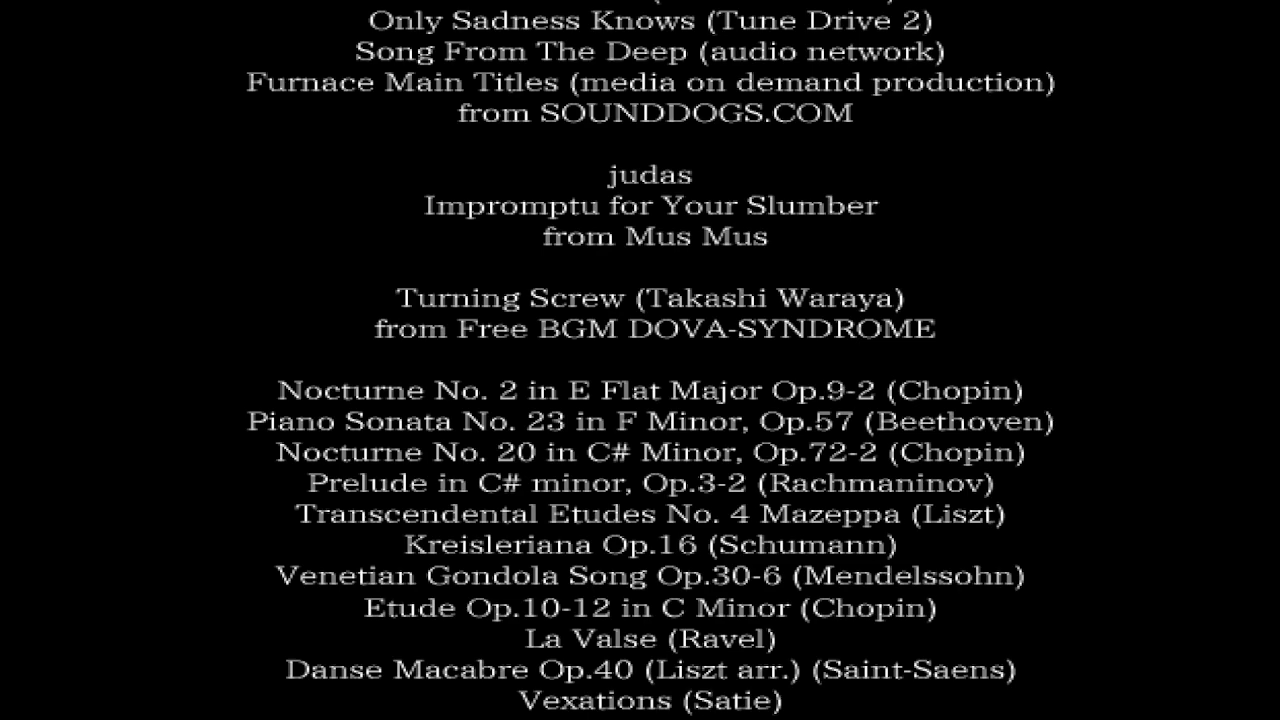 Only Sadness Knows (Tune Drive 2)
Song From The Deep (audio network)
Furnace Main Titles (media on demand production)
from SOUNDDOGS.COM
judas
Impromptu for Your Slumber
from Mus Mus
Turning Screw (Takashi Waraya)
from Free BGM DOVA-SYNDROME
Nocturne No. 2 in E Flat Major Op.9-2 (Chopin)
Piano Sonata No. 23 in F Minor, Op.57 (Beethoven)
Nocturne No. 20 in C# Minor, Op.72-2 (Chopin)
Prelude in C# minor, Op.3-2 (Rachmaninov)
Transcendental Etudes No. 4 Mazeppa (Liszt)
Kreisleriana Op.16 (Schumann)
Venetian Gondola Song Op.30-6 (Mendelssohn)
Etude Op.10-12 in C Minor (Chopin)
La Valse (Ravel)
Danse Macabre Op.40 (Liszt arr.) (Saint-Saens)
Vexations (Satie)